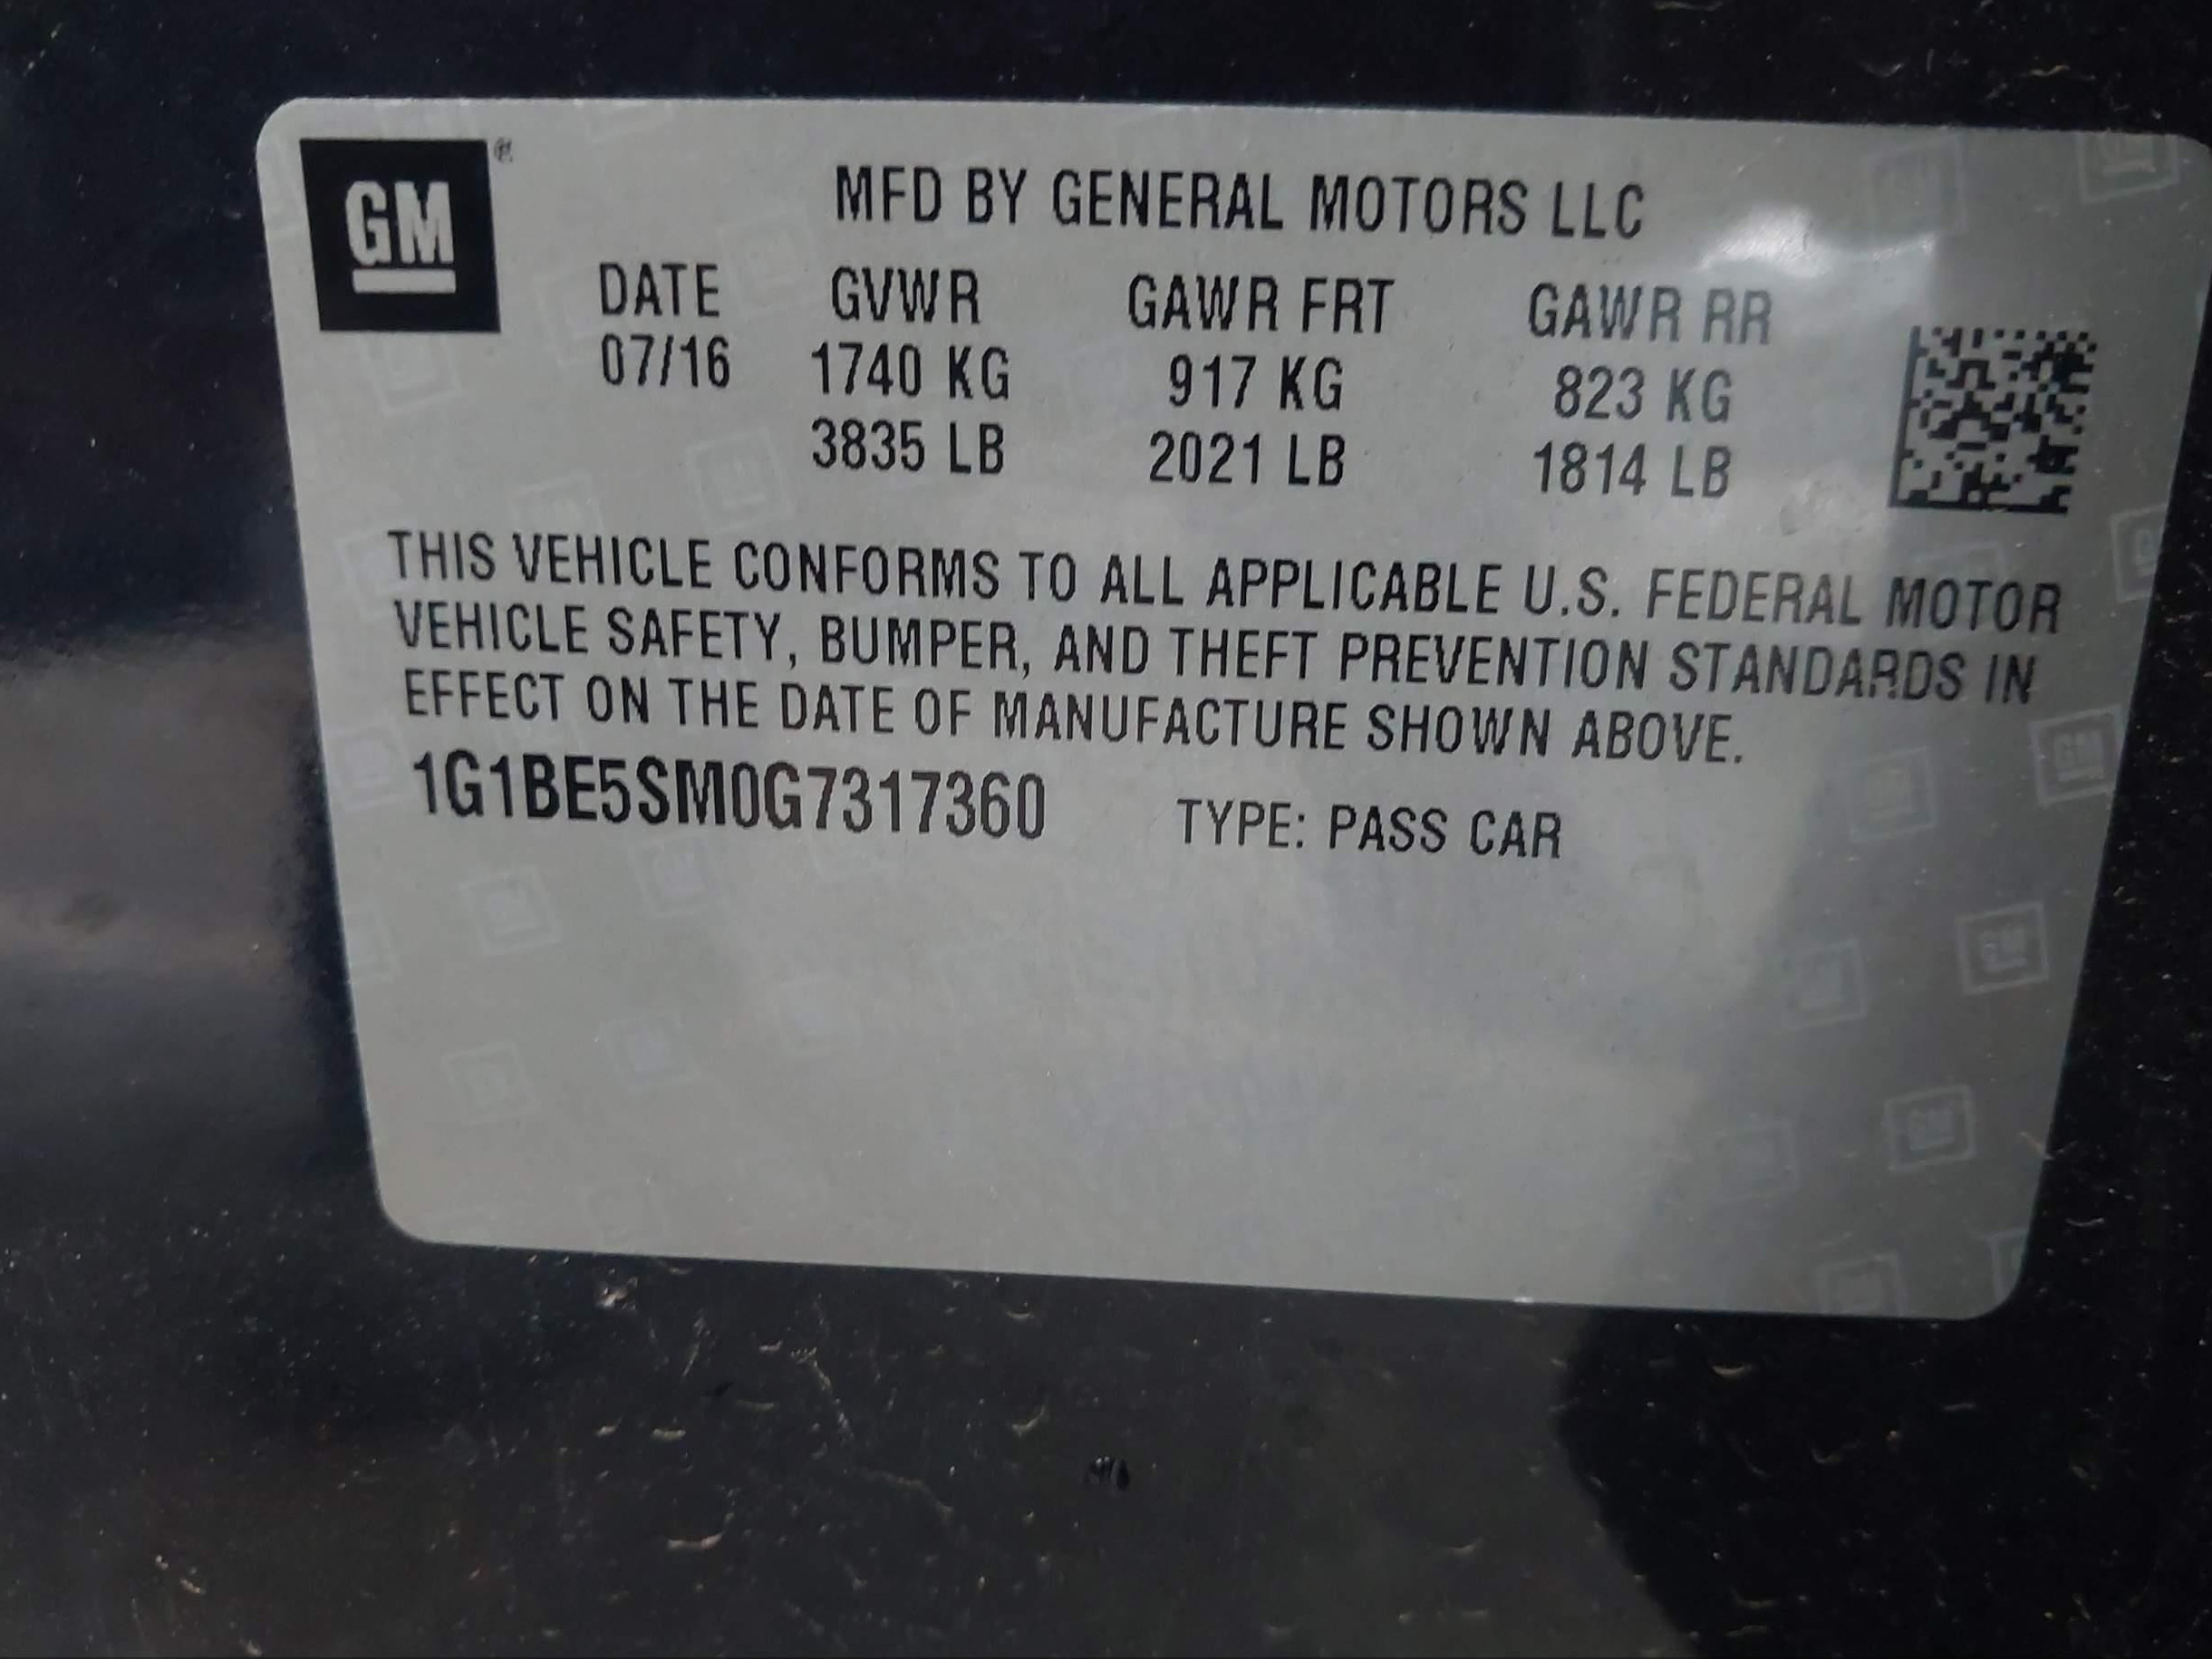 GM
MFD BY GENERAL MOTORS LLC
DATE GVWR GAWR FRT GAWR RR
07/16 1740 KG 917 KG 823 KG
3835 LB 2021 LB 1814 LB
THIS VEHICLE CONFORMS TO ALL APPLICABLE U.S. FEDERAL MOTOR
VEHICLE SAFETY, BUMPER, AND THEFT PREVENTION STANDARDS IN
EFFECT ON THE DATE OF MANUFACTURE SHOWN ABOVE.
1G1BE5SM0G7317360 TYPE: PASS CAR